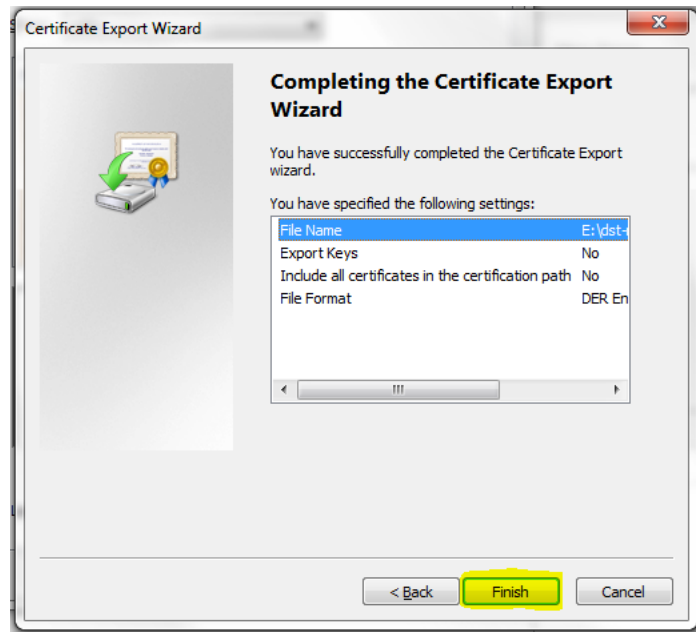 Certificate Export Wizard
Completing the Certificate Export
Wizard
You have successfully completed the Certificate Export
wizard.
You have specified the following settings:
File Name E:\dst-
Export Keys No
Include all certificates in the certification path No
File Format DER En
< Back Finish Cancel